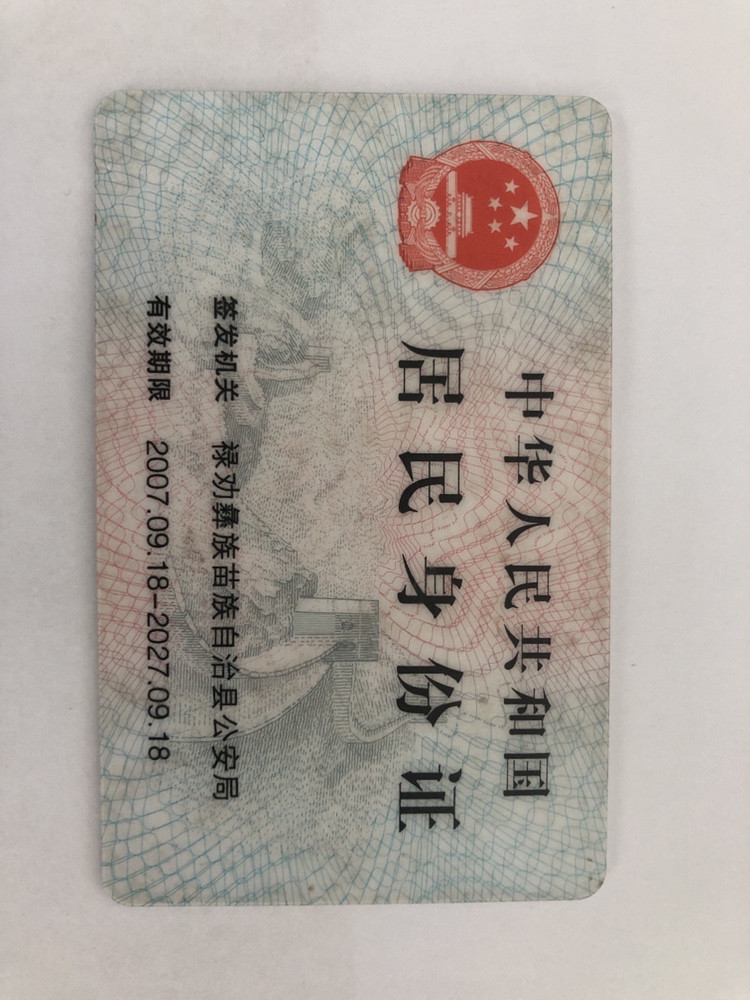 中华人民共和国
居民身份证
签发机关 禄劝彝族苗族自治县公安局
有效期限 2007.09.18-2027.09.18